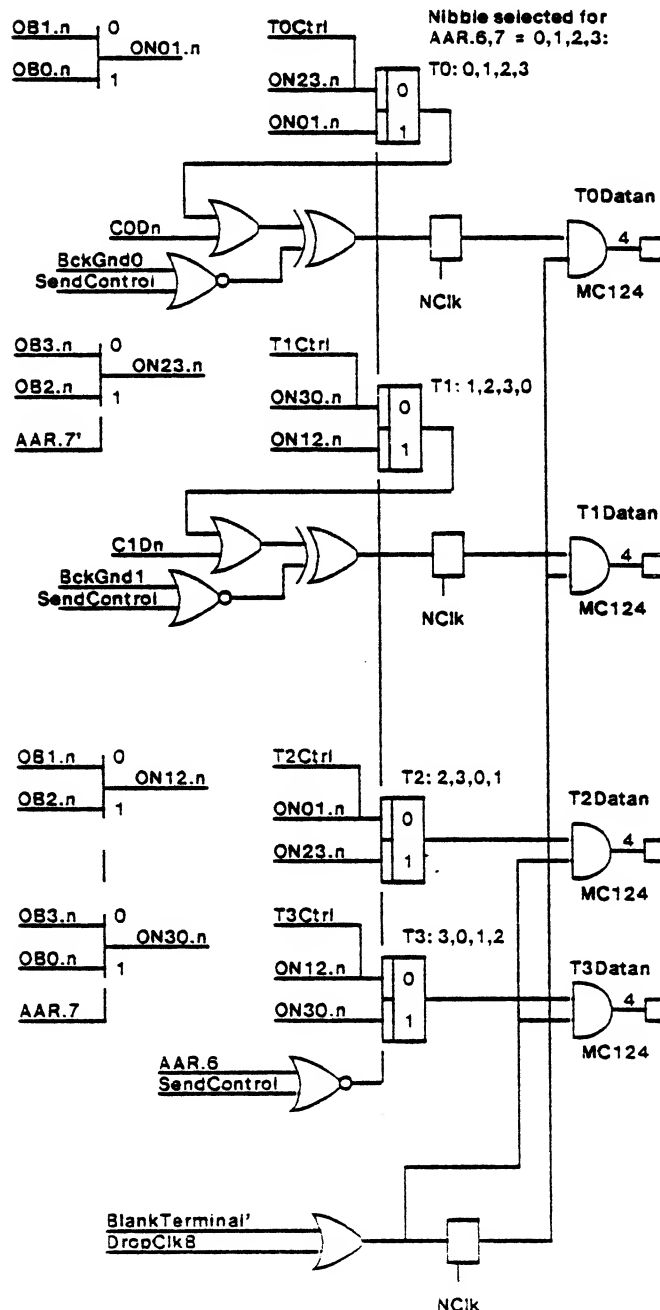 Nibble selected for
AAR.6,7 = 0,1,2,3:
OB1.n
0
ON01.n
OB0.n
1
T0Ctrl
T0: 0,1,2,3
ON23.n
0
ON01.n
1
T0Datan
C0Dn
4
BckGnd0
SendControl
NClk
MC124
OB3.n
0
ON23.n
OB2.n
1
AAR.7'
T1Ctrl
T1: 1,2,3,0
ON30.n
0
ON12.n
1
T1Datan
C1Dn
4
BckGnd1
SendControl
NClk
MC124
OB1.n
0
ON12.n
OB2.n
1
T2Ctrl
T2: 2,3,0,1
ON01.n
0
ON23.n
1
T2Datan
4
MC124
OB3.n
0
ON30.n
OB0.n
1
AAR.7
T3Ctrl
T3: 3,0,1,2
ON12.n
0
ON30.n
1
T3Datan
4
MC124
AAR.6
SendControl
BlankTerminal'
DropClkB
NClk